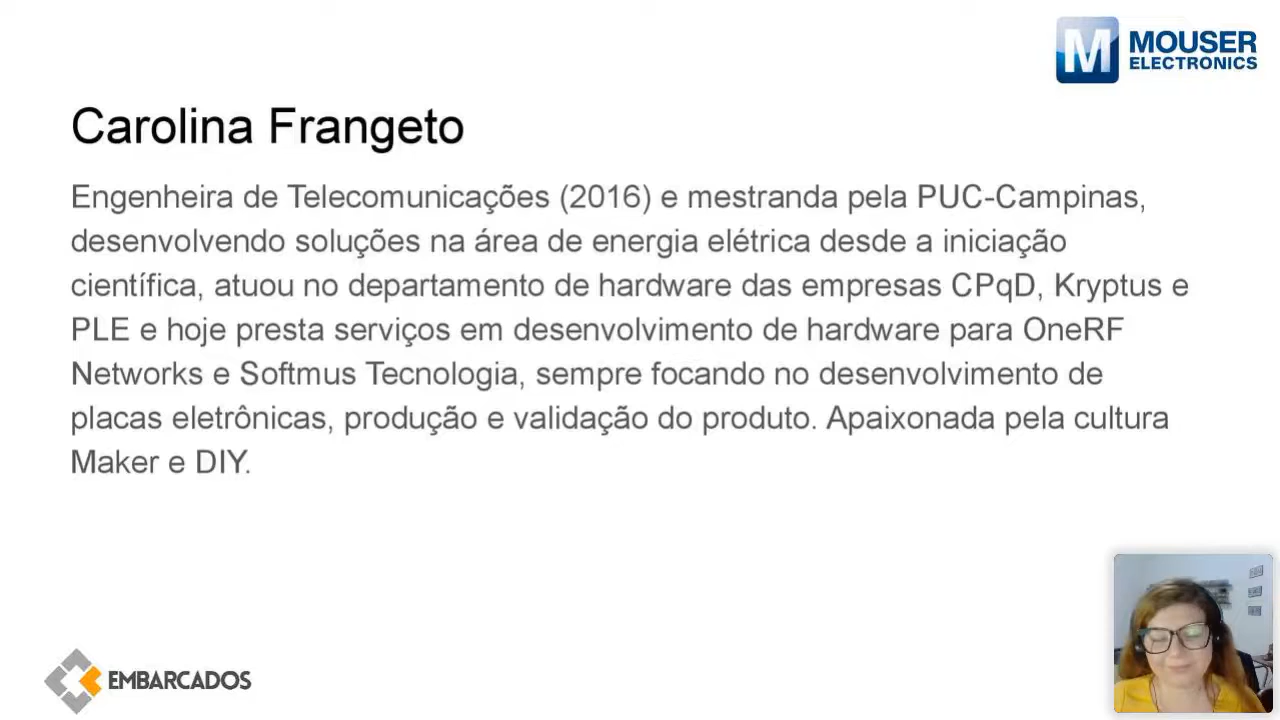 MOUSER
ELECTRONICS
Carolina Frangeto
Engenheira de Telecomunicações (2016) e mestranda pela PUC-Campinas,
desenvolvendo soluções na área de energia elétrica desde a iniciação
científica, atuou no departamento de hardware das empresas CPqD, Kryptus e
PLE e hoje presta serviços em desenvolvimento de hardware para OneRF
Networks e Softmus Tecnologia, sempre focando no desenvolvimento de
placas eletrônicas, produção e validação do produto. Apaixonada pela cultura
Maker e DIY.
EMBARCADOS